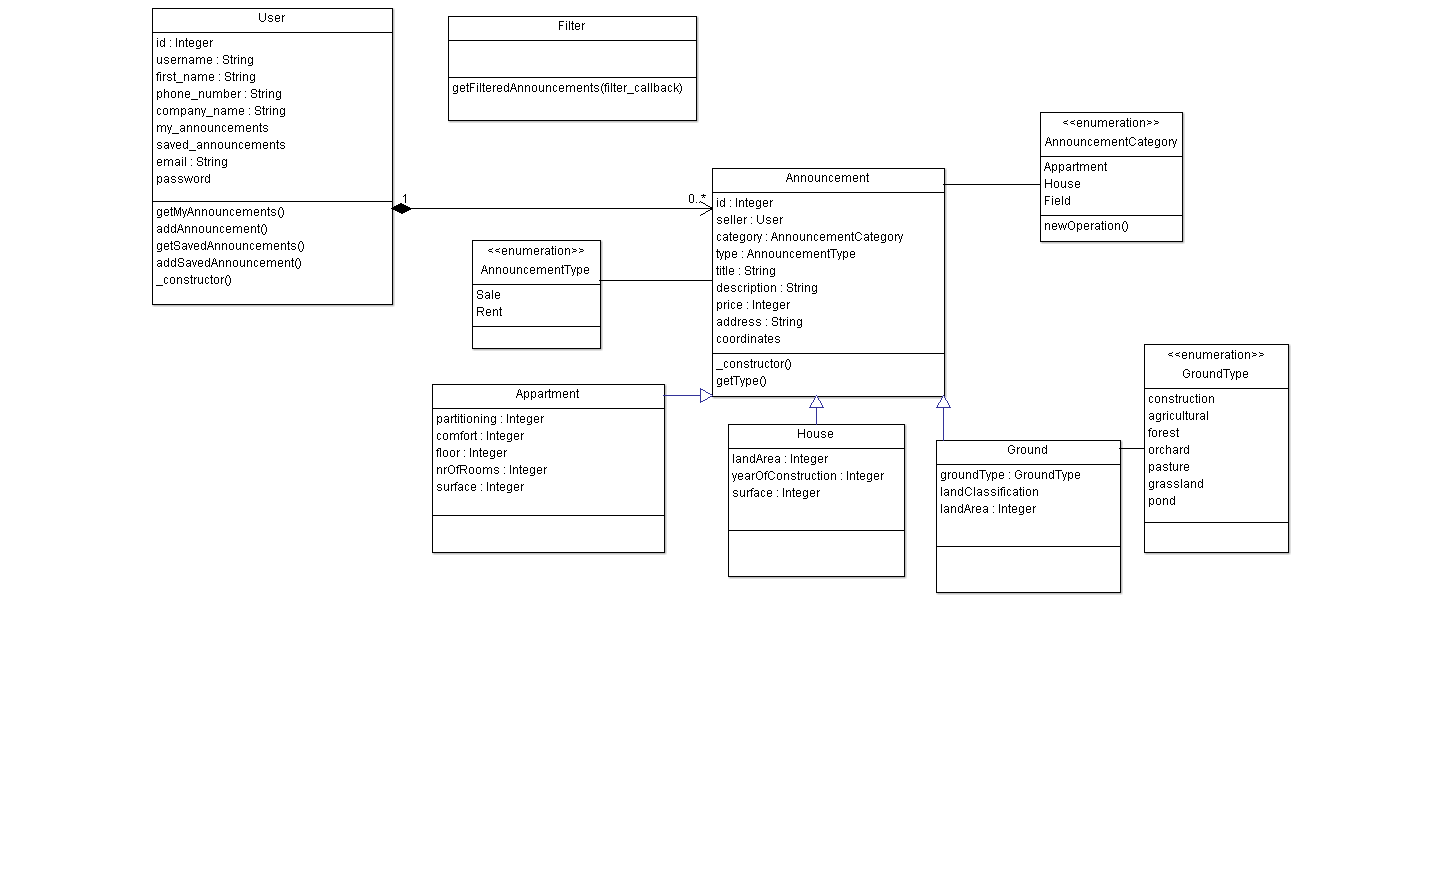 User
id : Integer
username : String
first_name : String
phone_number : String
company_name : String
my_announcements
saved_announcements
email : String
password
getMyAnnouncements()
addAnnouncement()
getSavedAnnouncements()
addSavedAnnouncement()
_constructor()
Filter
getFilteredAnnouncements(filter_callback)
1
0..*
<<enumeration>>
AnnouncementCategory
Appartment
House
Field
newOperation()
Announcement
id : Integer
seller : User
category : AnnouncementCategory
type : AnnouncementType
title : String
description : String
price : Integer
address : String
coordinates
_constructor()
getType()
<<enumeration>>
AnnouncementType
Sale
Rent
Appartment
partitioning : Integer
comfort : Integer
floor : Integer
nrOfRooms : Integer
surface : Integer
House
landArea : Integer
yearOfConstruction : Integer
surface : Integer
Ground
groundType : GroundType
landClassification
landArea : Integer
<<enumeration>>
GroundType
construction
agricultural
forest
orchard
pasture
grassland
pond